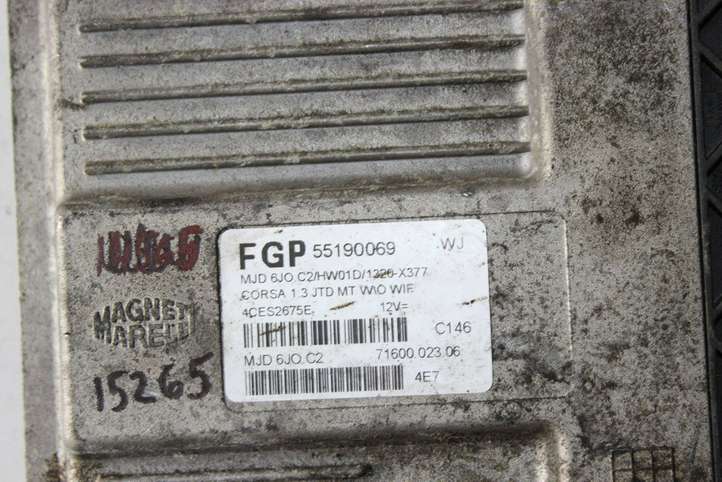 FGP 55190069 WJ
MJD 6JO.C2/HW01D/1226-X377
CORSA 1.3 JTD MT W\O WIF
4CES2675E 12V=
C146
MJD 6JO.C2 71600.023.06
4E7
MAGNETI
MARELLI
15265